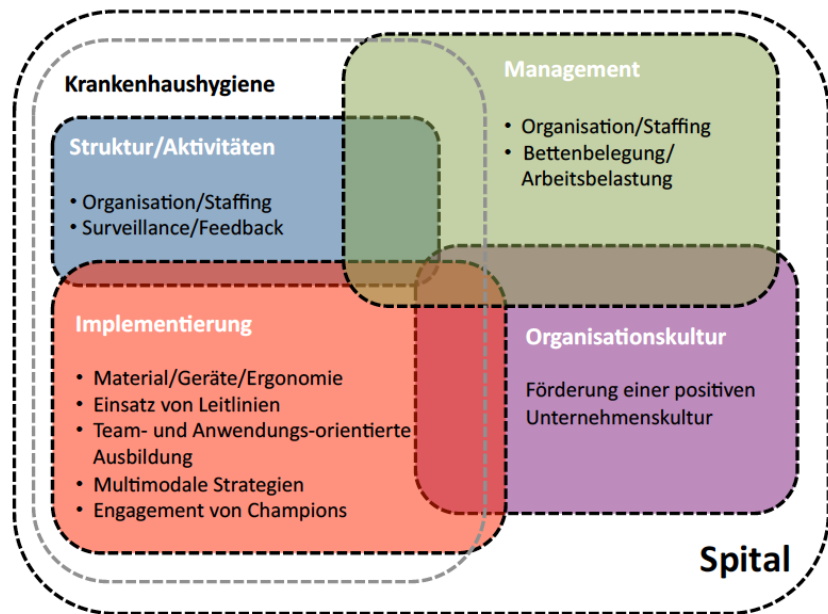 Krankenhaushygiene
Struktur/Aktivitäten
• Organisation/Staffing
• Surveillance/Feedback
Management
• Organisation/Staffing
• Bettenbelegung/
Arbeitsbelastung
Implementierung
• Material/Geräte/Ergonomie
• Einsatz von Leitlinien
• Team- und Anwendungs-orientierte
Ausbildung
• Multimodale Strategien
• Engagement von Champions
Organisationskultur
Förderung einer positiven
Unternehmenskultur
Spital